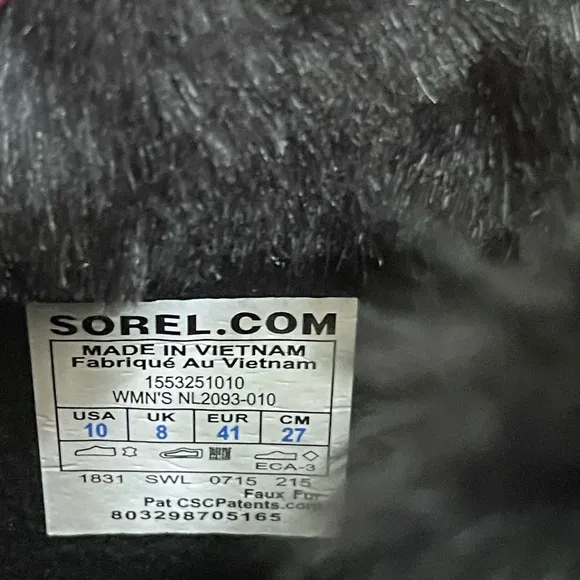 SOREL.COM
MADE IN VIETNAM
Fabriqué Au Vietnam
1553251010
WMN'S NL2093-010
USA UK EUR CM
10 8 41 27
ECA-3
1831 SWL 0715 215
Faux Fur
Pat CSCPatents.com
803298705165